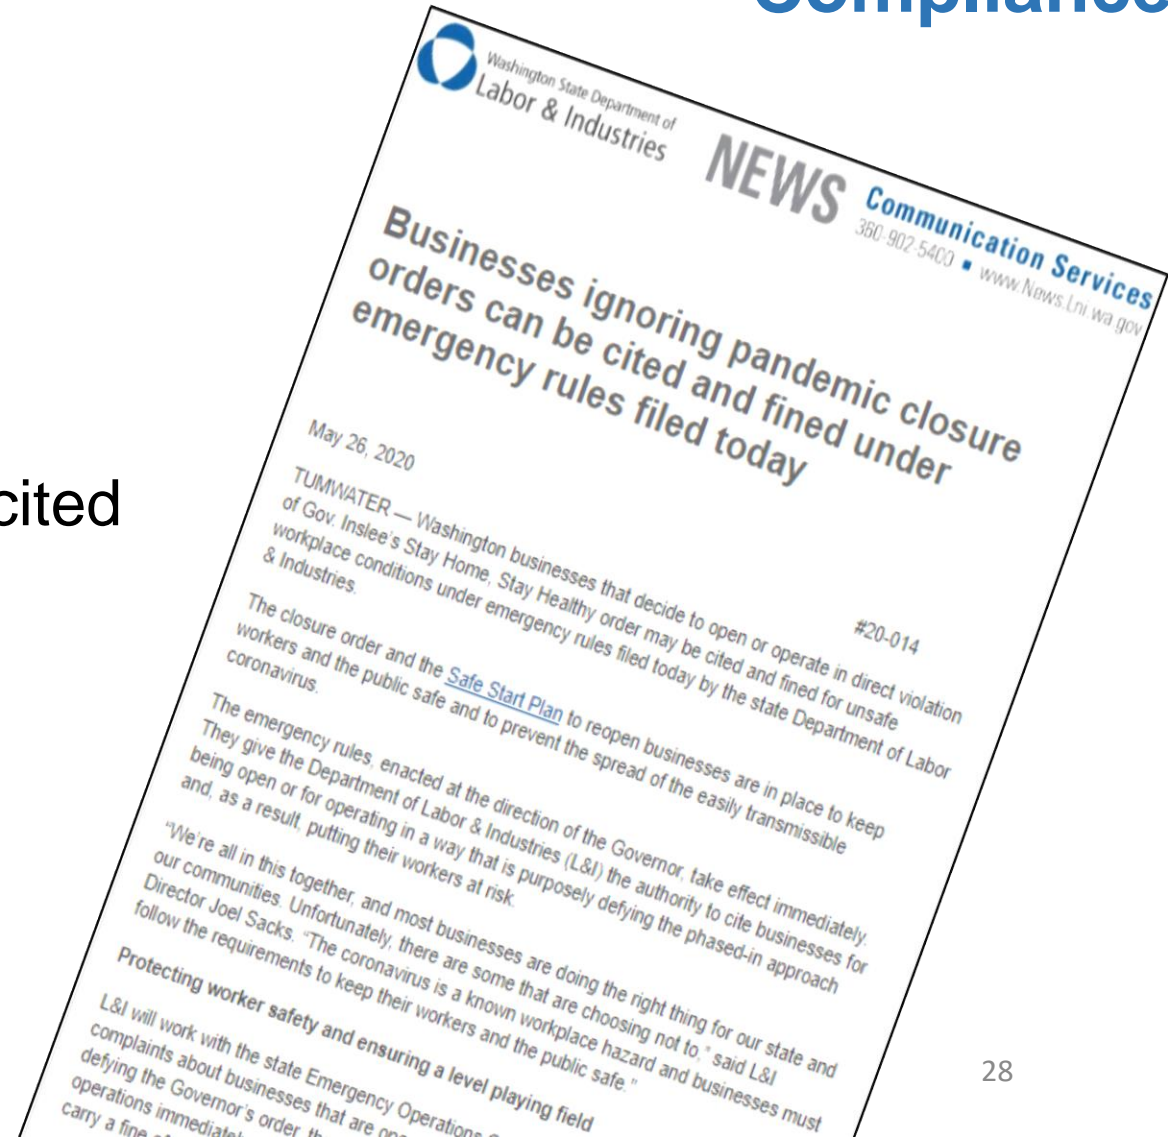 Compliance
cited
Washington State Department of
Labor & Industries
NEWS
Communication Services
360-902-5400 ▪ www.News.Lni.wa.gov
Businesses ignoring pandemic closure
orders can be cited and fined under
emergency rules filed today
May 26, 2020
#20-014
TUMWATER — Washington businesses that decide to open or operate in direct violation
of Gov. Inslee's Stay Home, Stay Healthy order may be cited and fined for unsafe
workplace conditions under emergency rules filed today by the state Department of Labor
& Industries.
The closure order and the Safe Start Plan to reopen businesses are in place to keep
workers and the public safe and to prevent the spread of the easily transmissible
coronavirus.
The emergency rules, enacted at the direction of the Governor, take effect immediately.
They give the Department of Labor & Industries (L&I) the authority to cite businesses for
being open or for operating in a way that is purposely defying the phased-in approach
and, as a result, putting their workers at risk.
"We're all in this together, and most businesses are doing the right thing for our state and
our communities. Unfortunately, there are some that are choosing not to," said L&I
Director Joel Sacks. "The coronavirus is a known workplace hazard and businesses must
follow the requirements to keep their workers and the public safe."
Protecting worker safety and ensuring a level playing field
L&I will work with the state Emergency Operations
complaints about businesses that are
defying the Governor's order,
operations
carry a fine
28